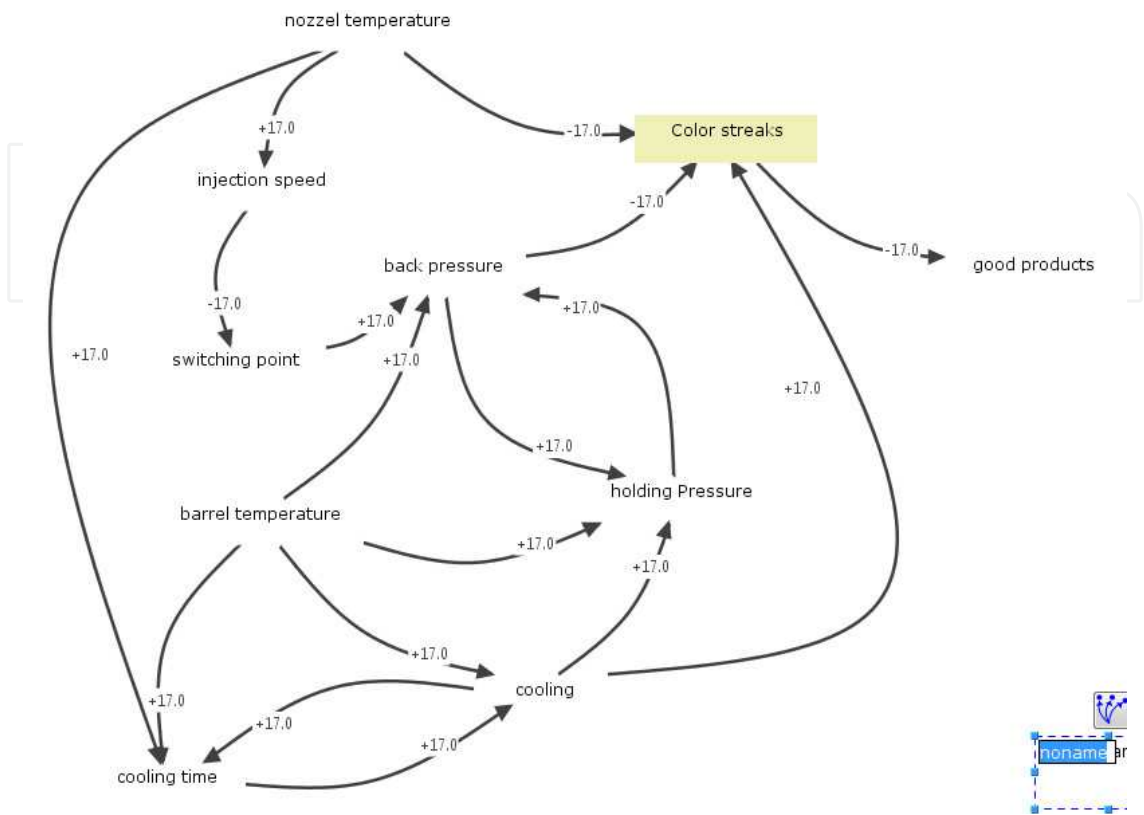 nozzel temperature
+17.0
-17.0
Color streaks
injection speed
-17.0
-17.0
good products
back pressure
-17.0
+17.0
+17.0
switching point
+17.0
+17.0
+17.0
+17.0
holding Pressure
barrel temperature
+17.0
+17.0
+17.0
cooling
+17.0
+17.0
+17.0
cooling time
noname